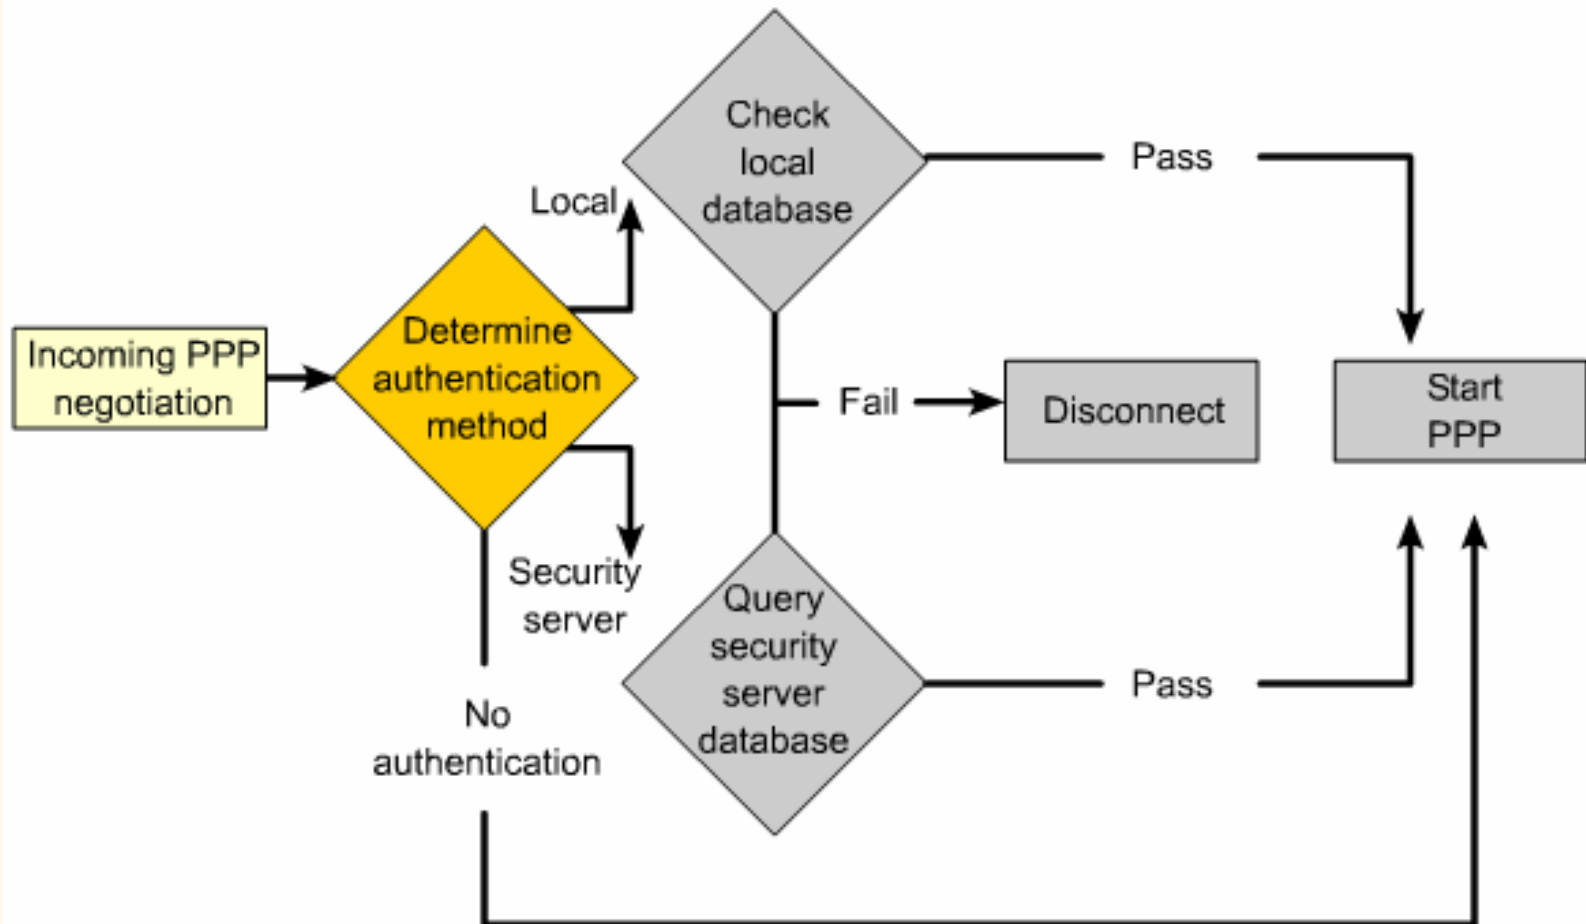 Check
local
database
Pass
Local
Incoming PPP
negotiation
Determine
authentication
method
Fail
Disconnect
Start
PPP
Security
server
Query
security
server
database
Pass
No
authentication